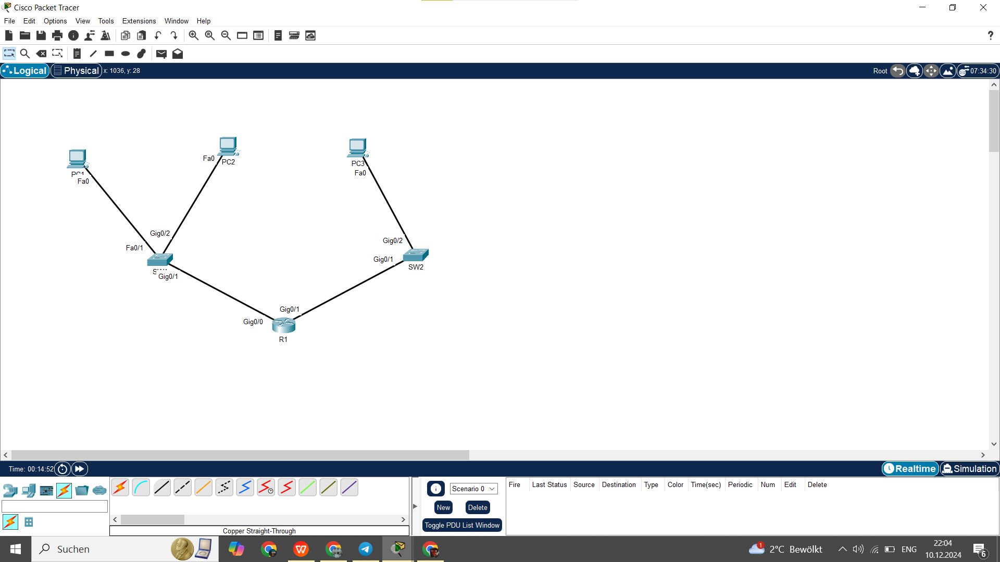 Cisco Packet Tracer
File Edit Options View Tools Extensions Window Help
?
Logical Physical x: 1036, y: 28
Root 07:34:30
PC1
Fa0
Fa0
PC2
PC3
Fa0
Gig0/2
Fa0/1
Gig0/1
Gig0/2
Gig0/1
SW2
Gig0/1
Gig0/0
R1
Time: 00:14:52
Realtime Simulation
Scenario 0
New Delete
Toggle PDU List Window
Fire Last Status Source Destination Type Color Time(sec) Periodic Num Edit Delete
Copper Straight-Through
Suchen
1
2°C Bewölkt
ENG
22:04
10.12.2024
6